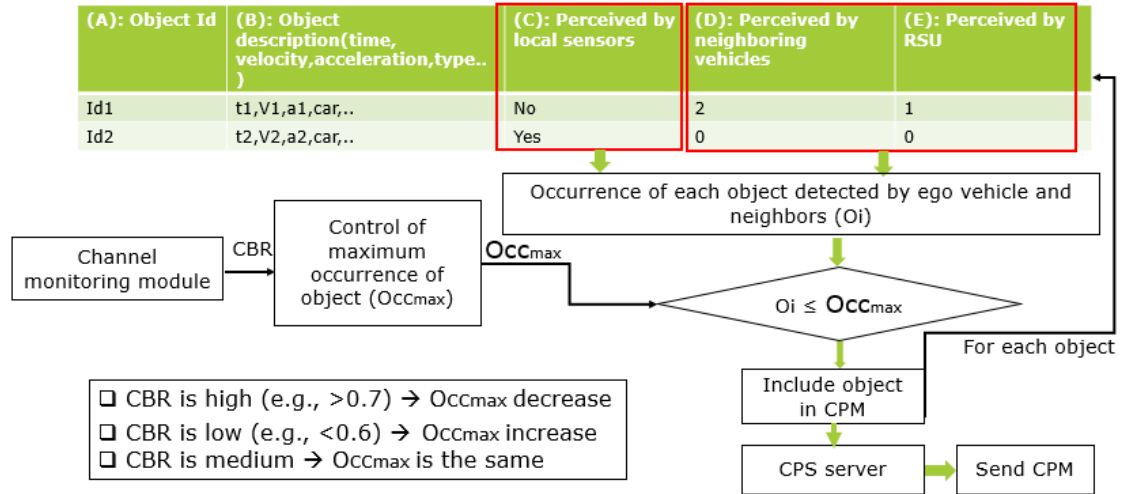 (A): Object Id
(B): Object
description(time,
velocity,acceleration,type..
)
(C): Perceived by
local sensors
(D): Perceived by
neighboring
vehicles
(E): Perceived by
RSU
Id1
t1,V1,a1,car,..
No
2
1
Id2
t2,V2,a2,car,..
Yes
0
0
Occurrence of each object detected by ego vehicle and
neighbors (Oi)
Channel
monitoring module
CBR
Control of
maximum
occurrence of
object (Occmax)
Occmax
Oi ≤ Occmax
For each object
Include object
in CPM
CPS server
Send CPM
❑ CBR is high (e.g., >0.7) → Occmax decrease
❑ CBR is low (e.g., <0.6) → Occmax increase
❑ CBR is medium → Occmax is the same